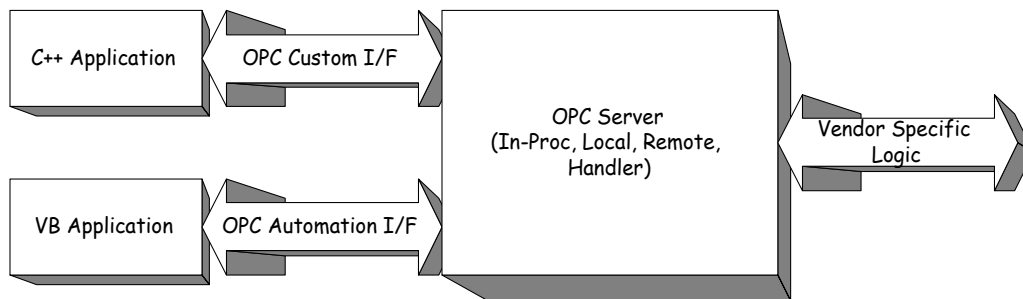 C++ Application
OPC Custom I/F
OPC Server
(In-Proc, Local, Remote,
Handler)
Vendor Specific
Logic
VB Application
OPC Automation I/F